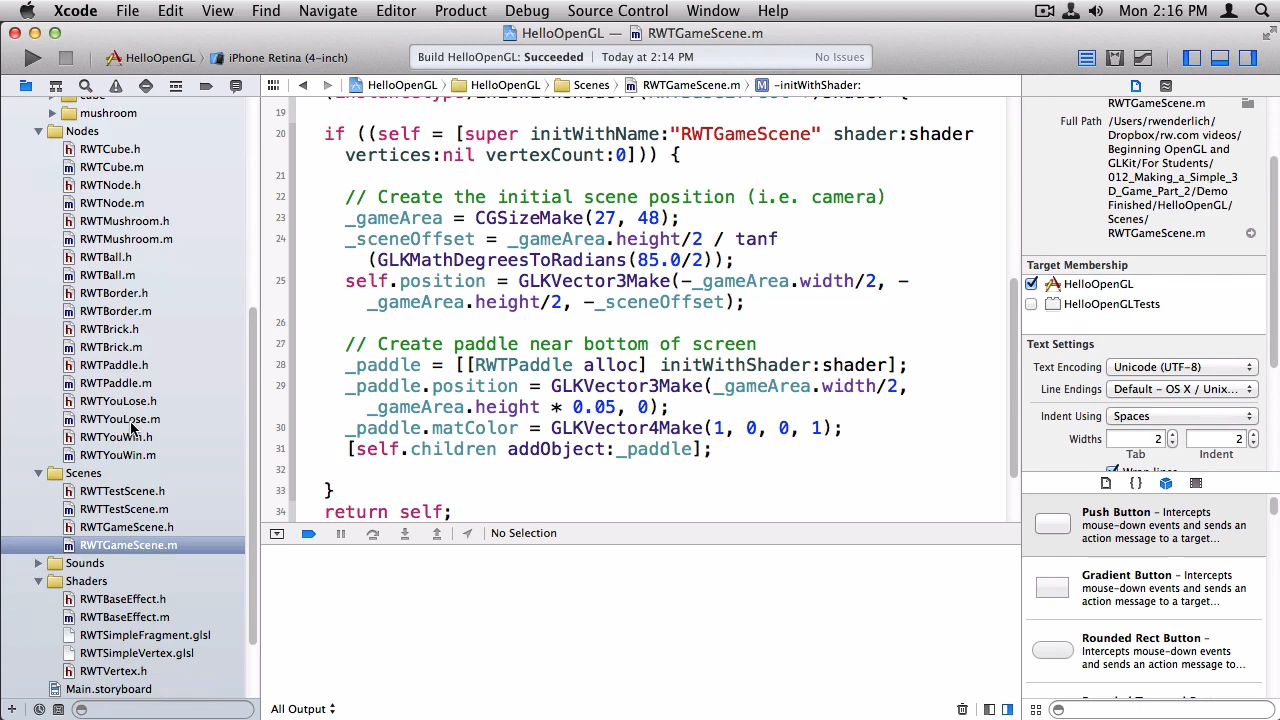 Xcode File Edit View Find Navigate Editor Product Debug Source Control Window Help Mon 2:16 PM
HelloOpenGL — RWTGameScene.m
HelloOpenGL iPhone Retina (4-inch) Build HelloOpenGL: Succeeded Today at 2:14 PM No Issues
HelloOpenGL HelloOpenGL Scenes RWTGameScene.m M -initWithShader:
mushroom
Nodes
h RWTCube.h
m RWTCube.m
h RWTNode.h
m RWTNode.m
h RWTMushroom.h
m RWTMushroom.m
h RWTBall.h
m RWTBall.m
h RWTBorder.h
m RWTBorder.m
h RWTBrick.h
m RWTBrick.m
h RWTPaddle.h
m RWTPaddle.m
h RWTYouLose.h
m RWTYouLose.m
h RWTYouWin.h
m RWTYouWin.m
Scenes
h RWTTestScene.h
m RWTTestScene.m
h RWTGameScene.h
m RWTGameScene.m
Sounds
Shaders
h RWTBaseEffect.h
m RWTBaseEffect.m
RWTSimpleFragment.glsl
RWTSimpleVertex.glsl
h RWTVertex.h
Main.storyboard
19
20 if ((self = [super initWithName:"RWTGameScene" shader:shader
vertices:nil vertexCount:0])) {
21
22 // Create the initial scene position (i.e. camera)
23 _gameArea = CGSizeMake(27, 48);
24 _sceneOffset = _gameArea.height/2 / tanf
(GLKMathDegreesToRadians(85.0/2));
25 self.position = GLKVector3Make(-_gameArea.width/2, -
_gameArea.height/2, -_sceneOffset);
26
27 // Create paddle near bottom of screen
28 _paddle = [[RWTPaddle alloc] initWithShader:shader];
29 _paddle.position = GLKVector3Make(_gameArea.width/2,
_gameArea.height * 0.05, 0);
30 _paddle.matColor = GLKVector4Make(1, 0, 0, 1);
31 [self.children addObject:_paddle];
32
33 }
34 return self;
No Selection
All Output
RWTGameScene.m
Full Path /Users/rwenderlich/
Dropbox/rw.com videos/
Beginning OpenGL and
GLKit/For Students/
012_Making_a_Simple_3
D_Game_Part_2/Demo
Finished/HelloOpenGL/
Scenes/
RWTGameScene.m
Target Membership
HelloOpenGL
HelloOpenGLTests
Text Settings
Text Encoding Unicode (UTF-8)
Line Endings Default - OS X / Unix...
Indent Using Spaces
Widths 2 2
Tab Indent
Push Button - Intercepts
mouse-down events and sends an
action message to a target...
Gradient Button - Intercepts
mouse-down events and sends an
action message to a target...
Rounded Rect Button -
Intercepts mouse-down events
and sends an action message to...